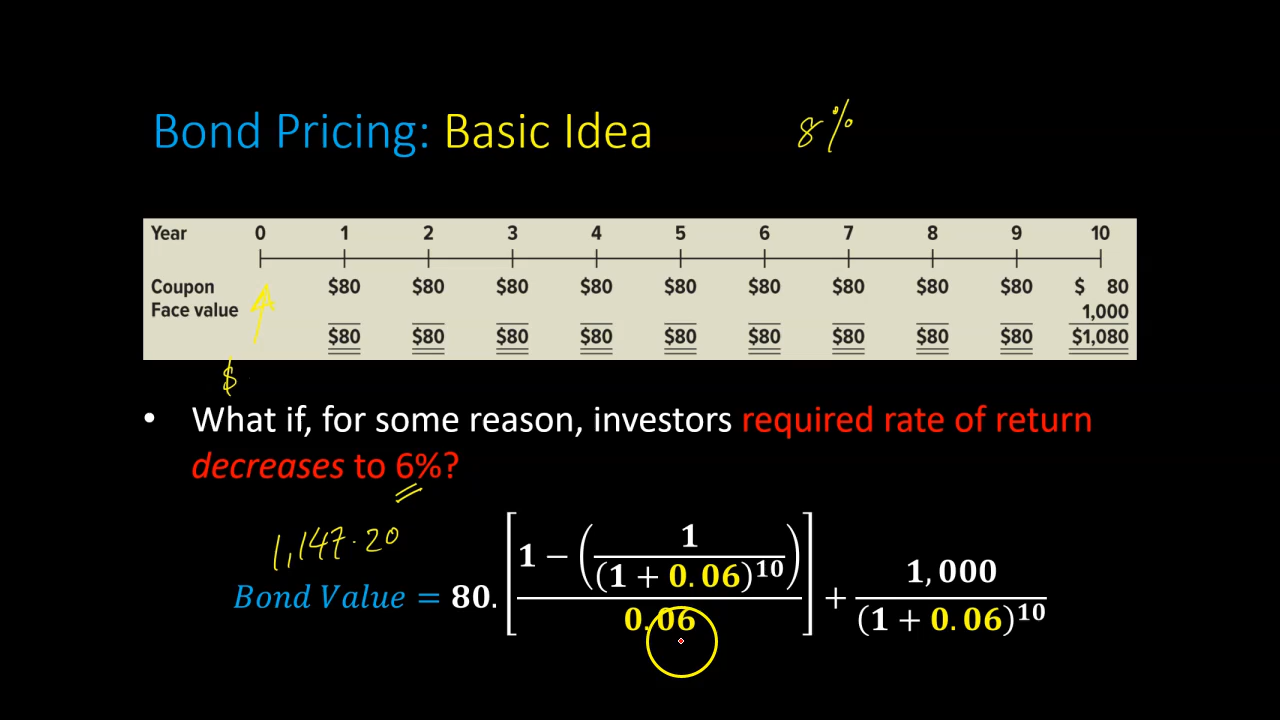 Bond Pricing: Basic Idea 8%
Year 0 1 2 3 4 5 6 7 8 9 10
Coupon $80 $80 $80 $80 $80 $80 $80 $80 $80 $ 80
Face value 1,000
$80 $80 $80 $80 $80 $80 $80 $80 $80 $1,080
$
• What if, for some reason, investors required rate of return
decreases to 6%?
1,147.20
Bond Value = 80. [1 − (1/(1 + 0.06)^10) / 0.06] + 1,000/(1 + 0.06)^10